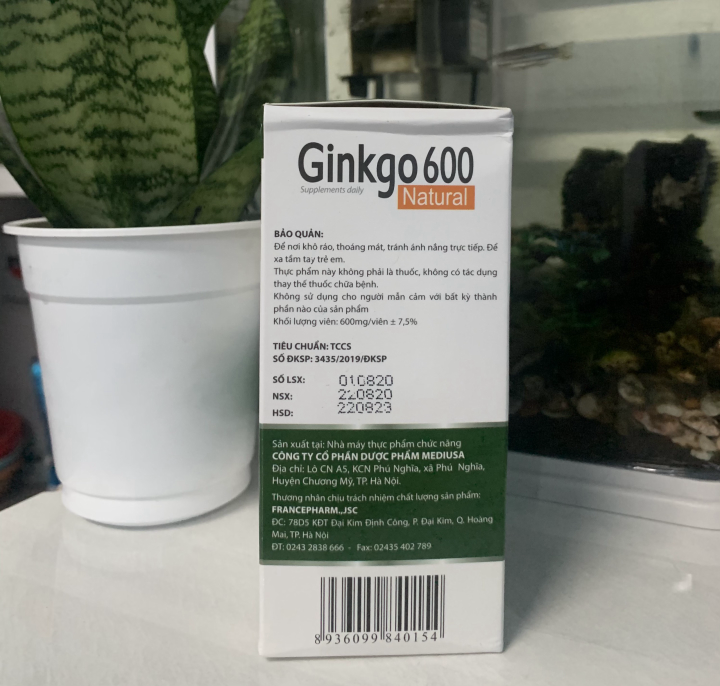 Ginkgo 600
Supplements daily
Natural
BẢO QUẢN:
Để nơi khô ráo, thoáng mát, tránh ánh nắng trực tiếp. Để
xa tầm tay trẻ em.
Thực phẩm này không phải là thuốc, không có tác dụng
thay thế thuốc chữa bệnh.
Không sử dụng cho người mẫn cảm với bất kỳ thành
phần nào của sản phẩm
Khối lượng viên: 600mg/viên ± 7,5%
TIÊU CHUẨN: TCCS
SỐ ĐKSP: 3435/2019/ĐKSP
SỐ LSX: 010820
NSX: 220820
HSD: 220823
Sản xuất tại: Nhà máy thực phẩm chức năng
CÔNG TY CỔ PHẦN DƯỢC PHẨM MEDIUSA
Địa chỉ: Lô CN A5, KCN Phú Nghĩa, xã Phú Nghĩa,
Huyện Chương Mỹ, TP. Hà Nội.
Thương nhân chịu trách nhiệm chất lượng sản phẩm:
FRANCEPHARM.,JSC
ĐC: 78D5 KĐT Đại Kim Định Công, P. Đại Kim, Q. Hoàng
Mai, TP. Hà Nội
ĐT: 0243 2838 666 - Fax: 02435 402 789
8 936099 840154